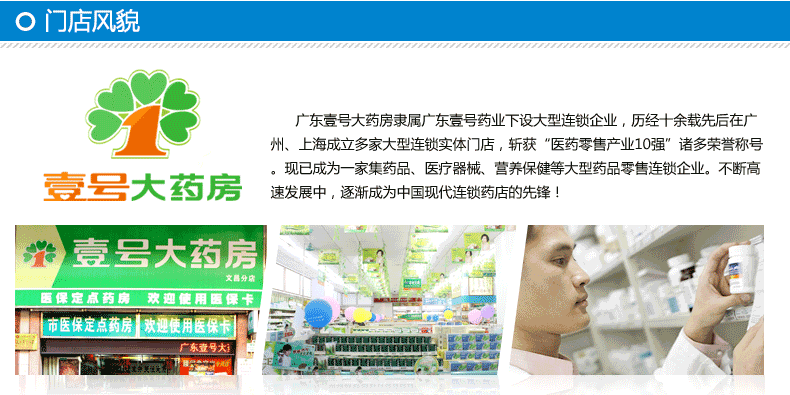 门店风貌
广东壹号大药房隶属广东壹号药业下设大型连锁企业，历经十余载先后在广
州、上海成立多家大型连锁实体门店，斩获“医药零售产业10强”诸多荣誉称号
。现已成为一家集药品、医疗器械、营养保健等大型药品零售连锁企业。不断高
速发展中，逐渐成为中国现代连锁药店的先锋！
1
壹号大药房
1 壹号大药房
文昌分店
医保定点药房 欢迎使用医保卡
市医保定点药房 欢迎使用医保卡
广东壹号大